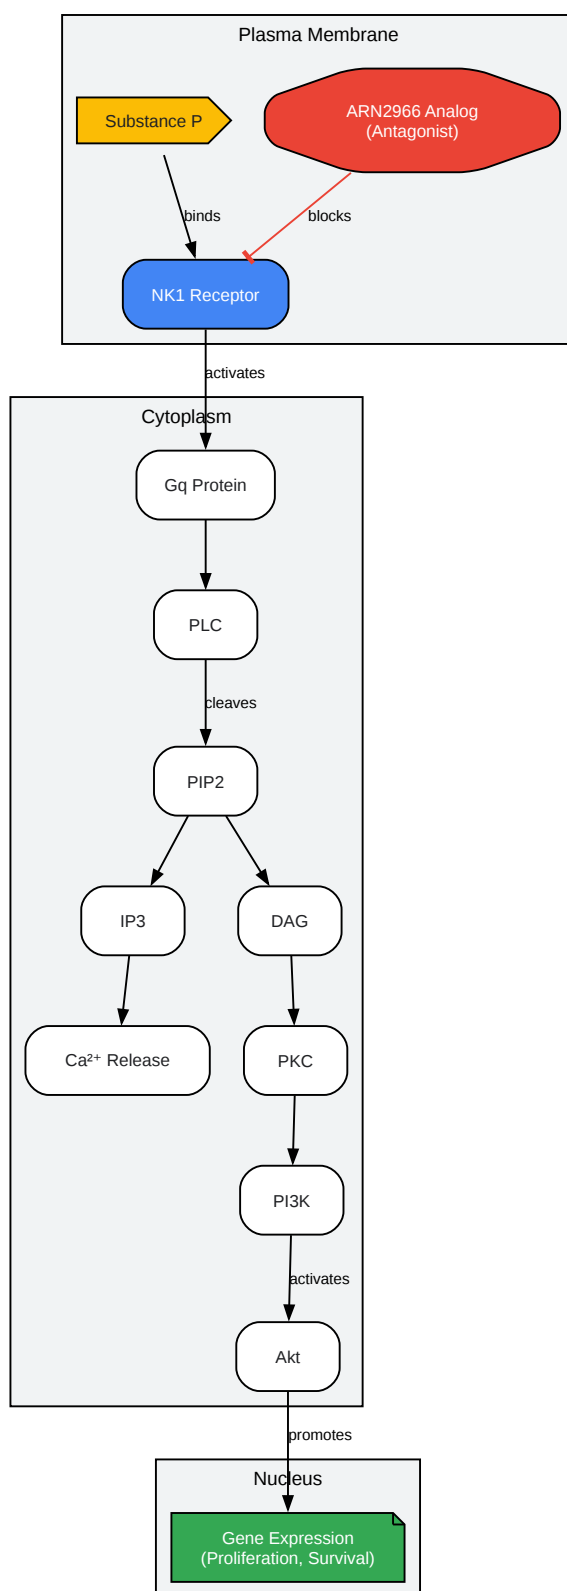 Plasma Membrane
Substance P
ARN2966 Analog
(Antagonist)
binds
blocks
NK1 Receptor
activates
Cytoplasm
Gq Protein
PLC
cleaves
PIP2
IP3
DAG
Ca²⁺ Release
PKC
PI3K
activates
Akt
promotes
Nucleus
Gene Expression
(Proliferation, Survival)